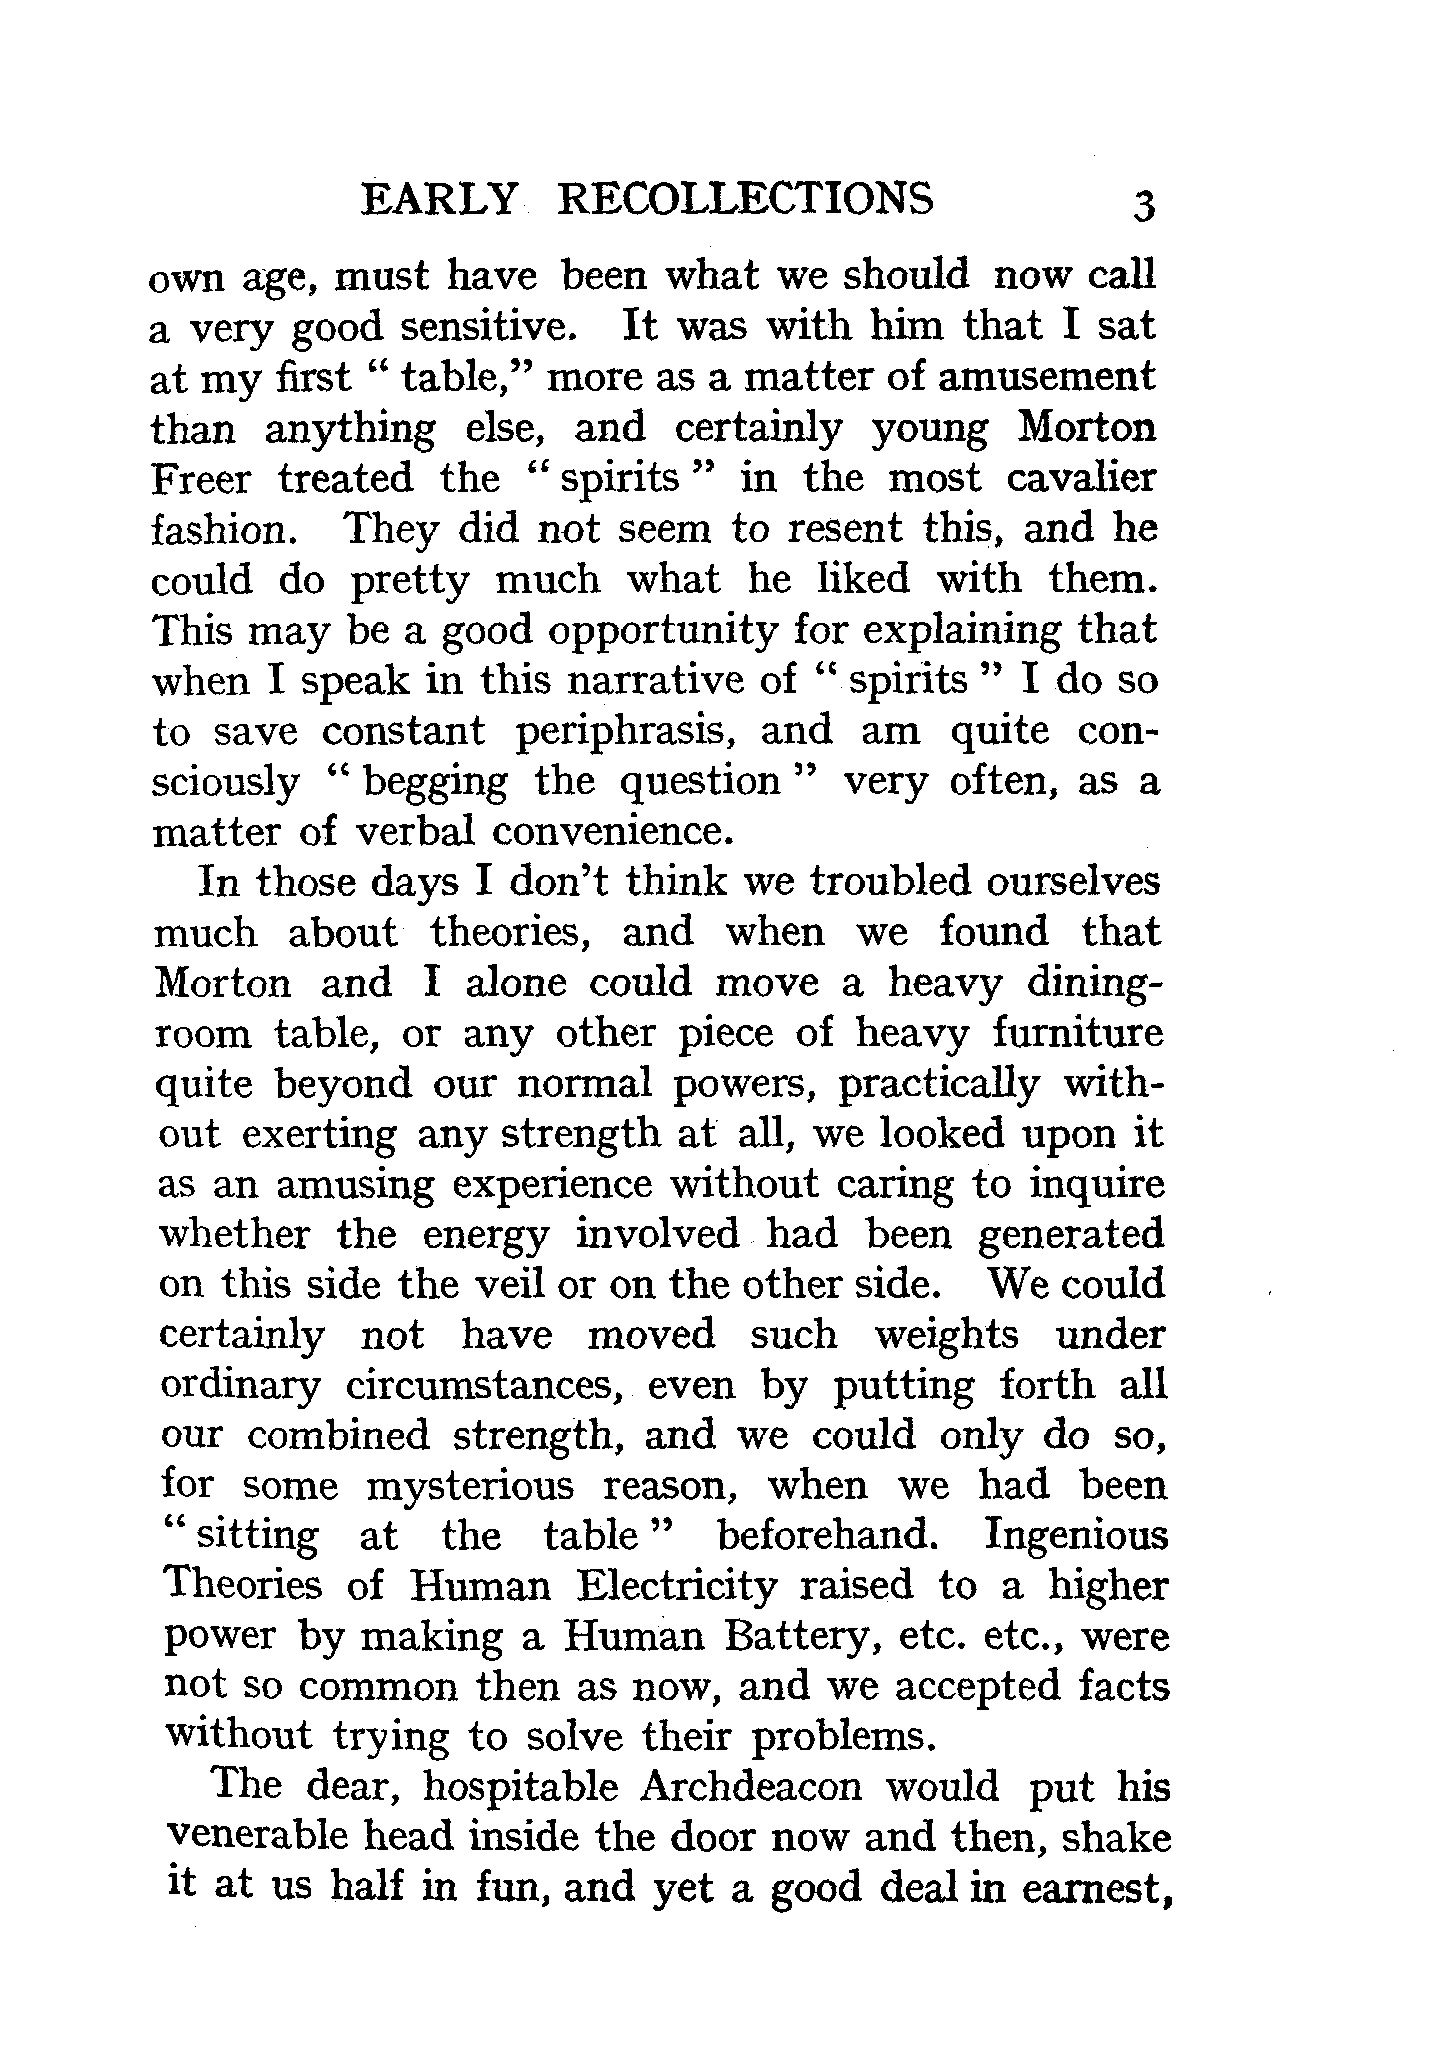 EARLY RECOLLECTIONS 3
own age, must have been what we should now call
a very good sensitive. It was with him that I sat
at my first “ table,” more as a matter of amusement
than anything else, and certainly young Morton
Freer treated the “ spirits ” in the most cavalier
fashion. They did not seem to resent this, and he
could do pretty much what he liked with them.
This may be a good opportunity for explaining that
when I speak in this narrative of “ spirits ” I do so
to save constant periphrasis, and am quite con-
sciously “ begging the question ” very often, as a
matter of verbal convenience.
In those days I don’t think we troubled ourselves
much about theories, and when we found that
Morton and I alone could move a heavy dining-
room table, or any other piece of heavy furniture
quite beyond our normal powers, practically with-
out exerting any strength at all, we looked upon it
as an amusing experience without caring to inquire
whether the energy involved had been generated
on this side the veil or on the other side. We could
certainly not have moved such weights under
ordinary circumstances, even by putting forth all
our combined strength, and we could only do so,
for some mysterious reason, when we had been
“ sitting at the table ” beforehand. Ingenious
Theories of Human Electricity raised to a higher
power by making a Human Battery, etc. etc., were
not so common then as now, and we accepted facts
without trying to solve their problems.
The dear, hospitable Archdeacon would put his
venerable head inside the door now and then, shake
it at us half in fun, and yet a good deal in earnest,